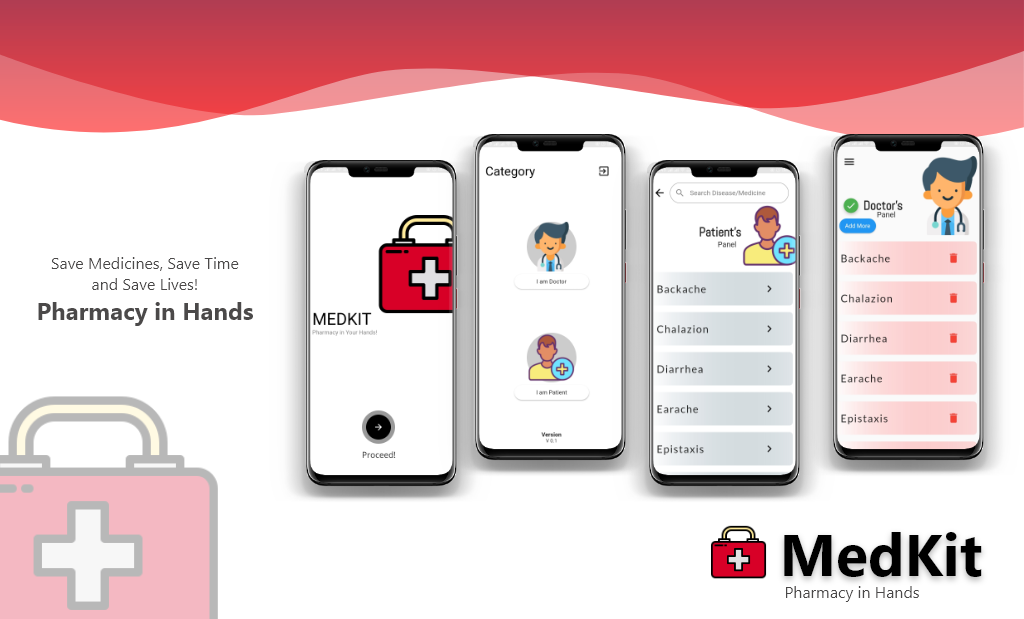 Save Medicines, Save Time
and Save Lives!
Pharmacy in Hands
MEDKIT
Pharmacy in Your Hands!
Proceed!
Category
I am Doctor
I am Patient
Version
V 0.1
Search Disease/Medicine
Patient's
Panel
Backache
Chalazion
Diarrhea
Earache
Epistaxis
Doctor's
Panel
Add More
Backache
Chalazion
Diarrhea
Earache
Epistaxis
MedKit
Pharmacy in Hands